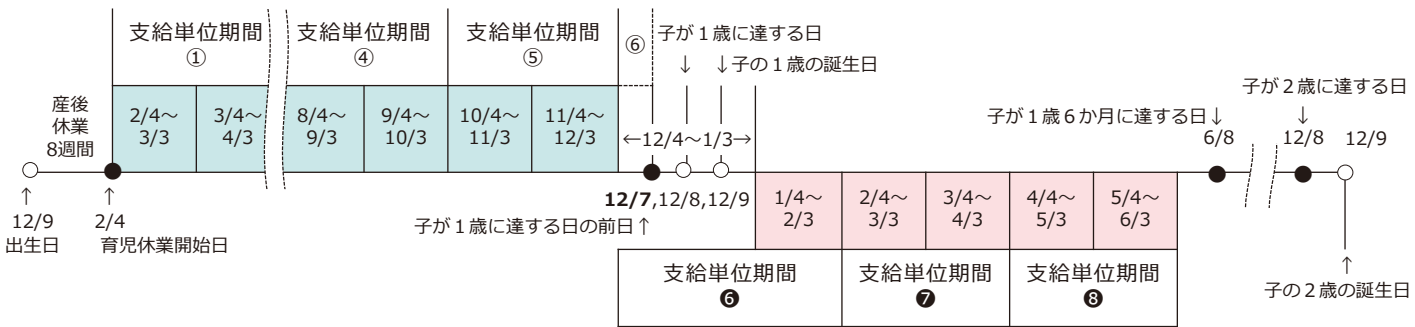 支給単位期間
①
支給単位期間
④
支給単位期間
⑤
⑥
子が1歳に達する日
↓ ↓子の1歳の誕生日
産後
休業
8週間
2/4～
3/3
3/4～
4/3
8/4～
9/3
9/4～
10/3
10/4～
11/3
11/4～
12/3
←12/4～1/3→
子が1歳6か月に達する日↓
6/8
子が2歳に達する日
↓
12/8
12/9
↑
12/9
出生日
↑
2/4
育児休業開始日
12/7,12/8,12/9
子が1歳に達する日の前日↑
1/4～
2/3
2/4～
3/3
3/4～
4/3
4/4～
5/3
5/4～
6/3
支給単位期間
❻
支給単位期間
❼
支給単位期間
❽
↑
子の2歳の誕生日